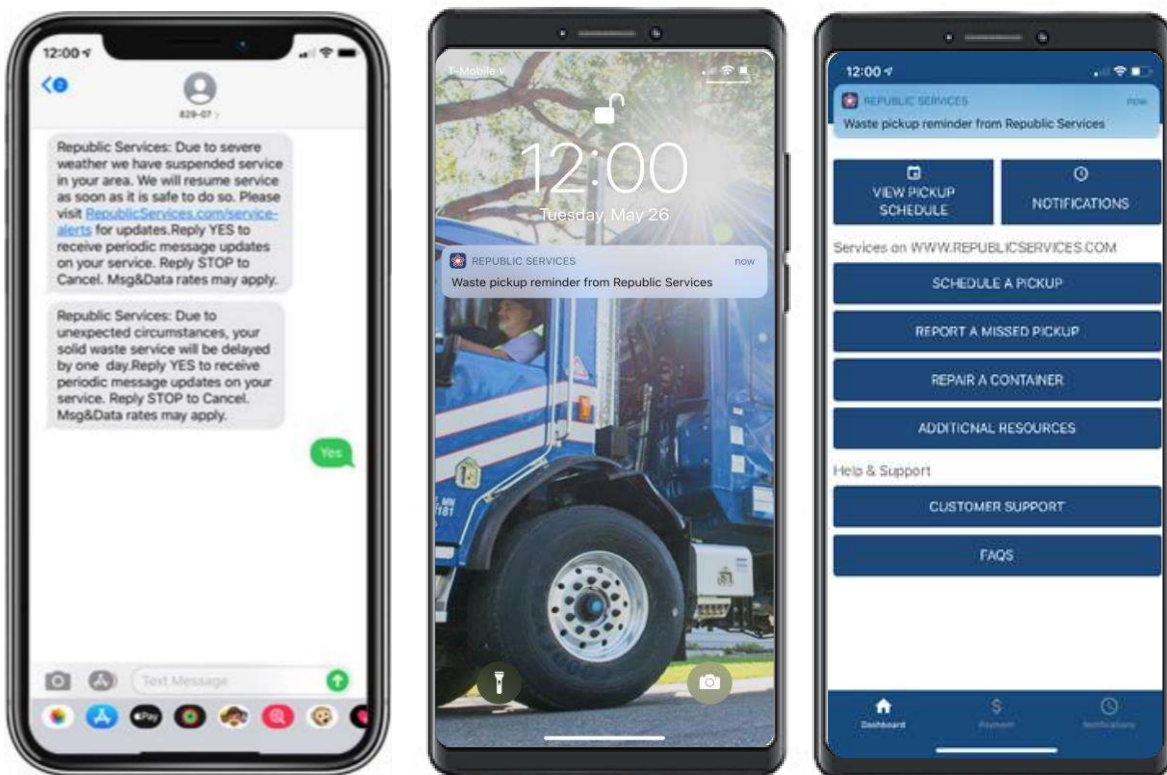 12:00
2
829-07 >
Republic Services: Due to severe
weather we have suspended service
in your area. We will resume service
as soon as it is safe to do so. Please
visit RepublicServices.com/service-
alerts for updates.Reply YES to
receive periodic message updates
on your service. Reply STOP to
Cancel. Msg&Data rates may apply.
Republic Services: Due to
unexpected circumstances, your
solid waste service will be delayed
by one day.Reply YES to receive
periodic message updates on your
service. Reply STOP to Cancel.
Msg&Data rates may apply.
Yes
Text Message
Pay
T-Mobile
12:00
Tuesday, May 26
REPUBLIC SERVICES now
Waste pickup reminder from Republic Services
MN
181
12:00
REPUBLIC SERVICES now
Waste pickup reminder from Republic Services
VIEW PICKUP
SCHEDULE
NOTIFICATIONS
Services on WWW.REPUBLICSERVICES.COM
SCHEDULE A PICKUP
REPORT A MISSED PICKUP
REPAIR A CONTAINER
ADDITIONAL RESOURCES
Help & Support
CUSTOMER SUPPORT
FAQS
Dashboard
Payment
Notifications